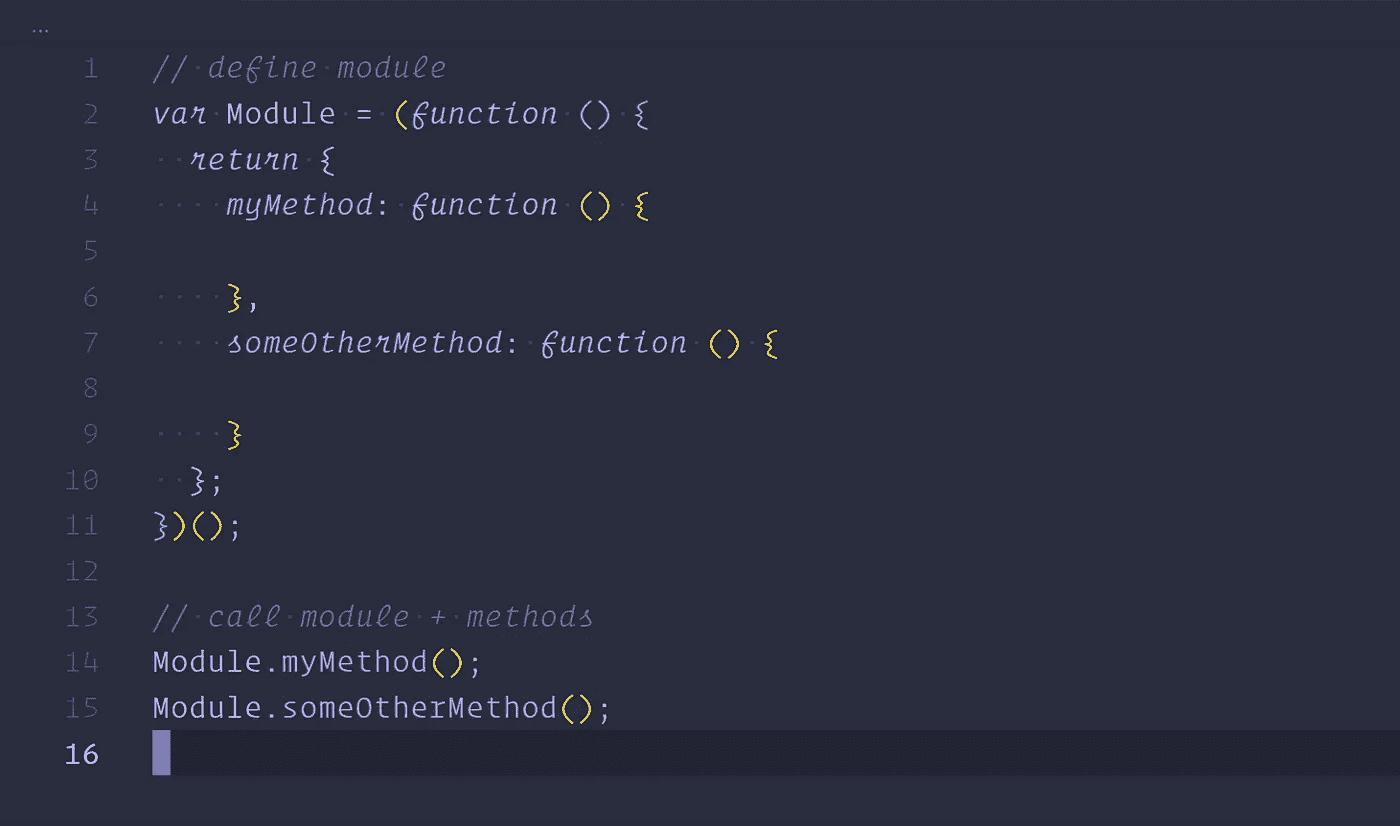 ...
1 // define module
2 var Module = (function () {
3   return {
4     myMethod: function () {
5
6     },
7     someOtherMethod: function () {
8
9     }
10   };
11 })();
12
13 // call module + methods
14 Module.myMethod();
15 Module.someOtherMethod();
16